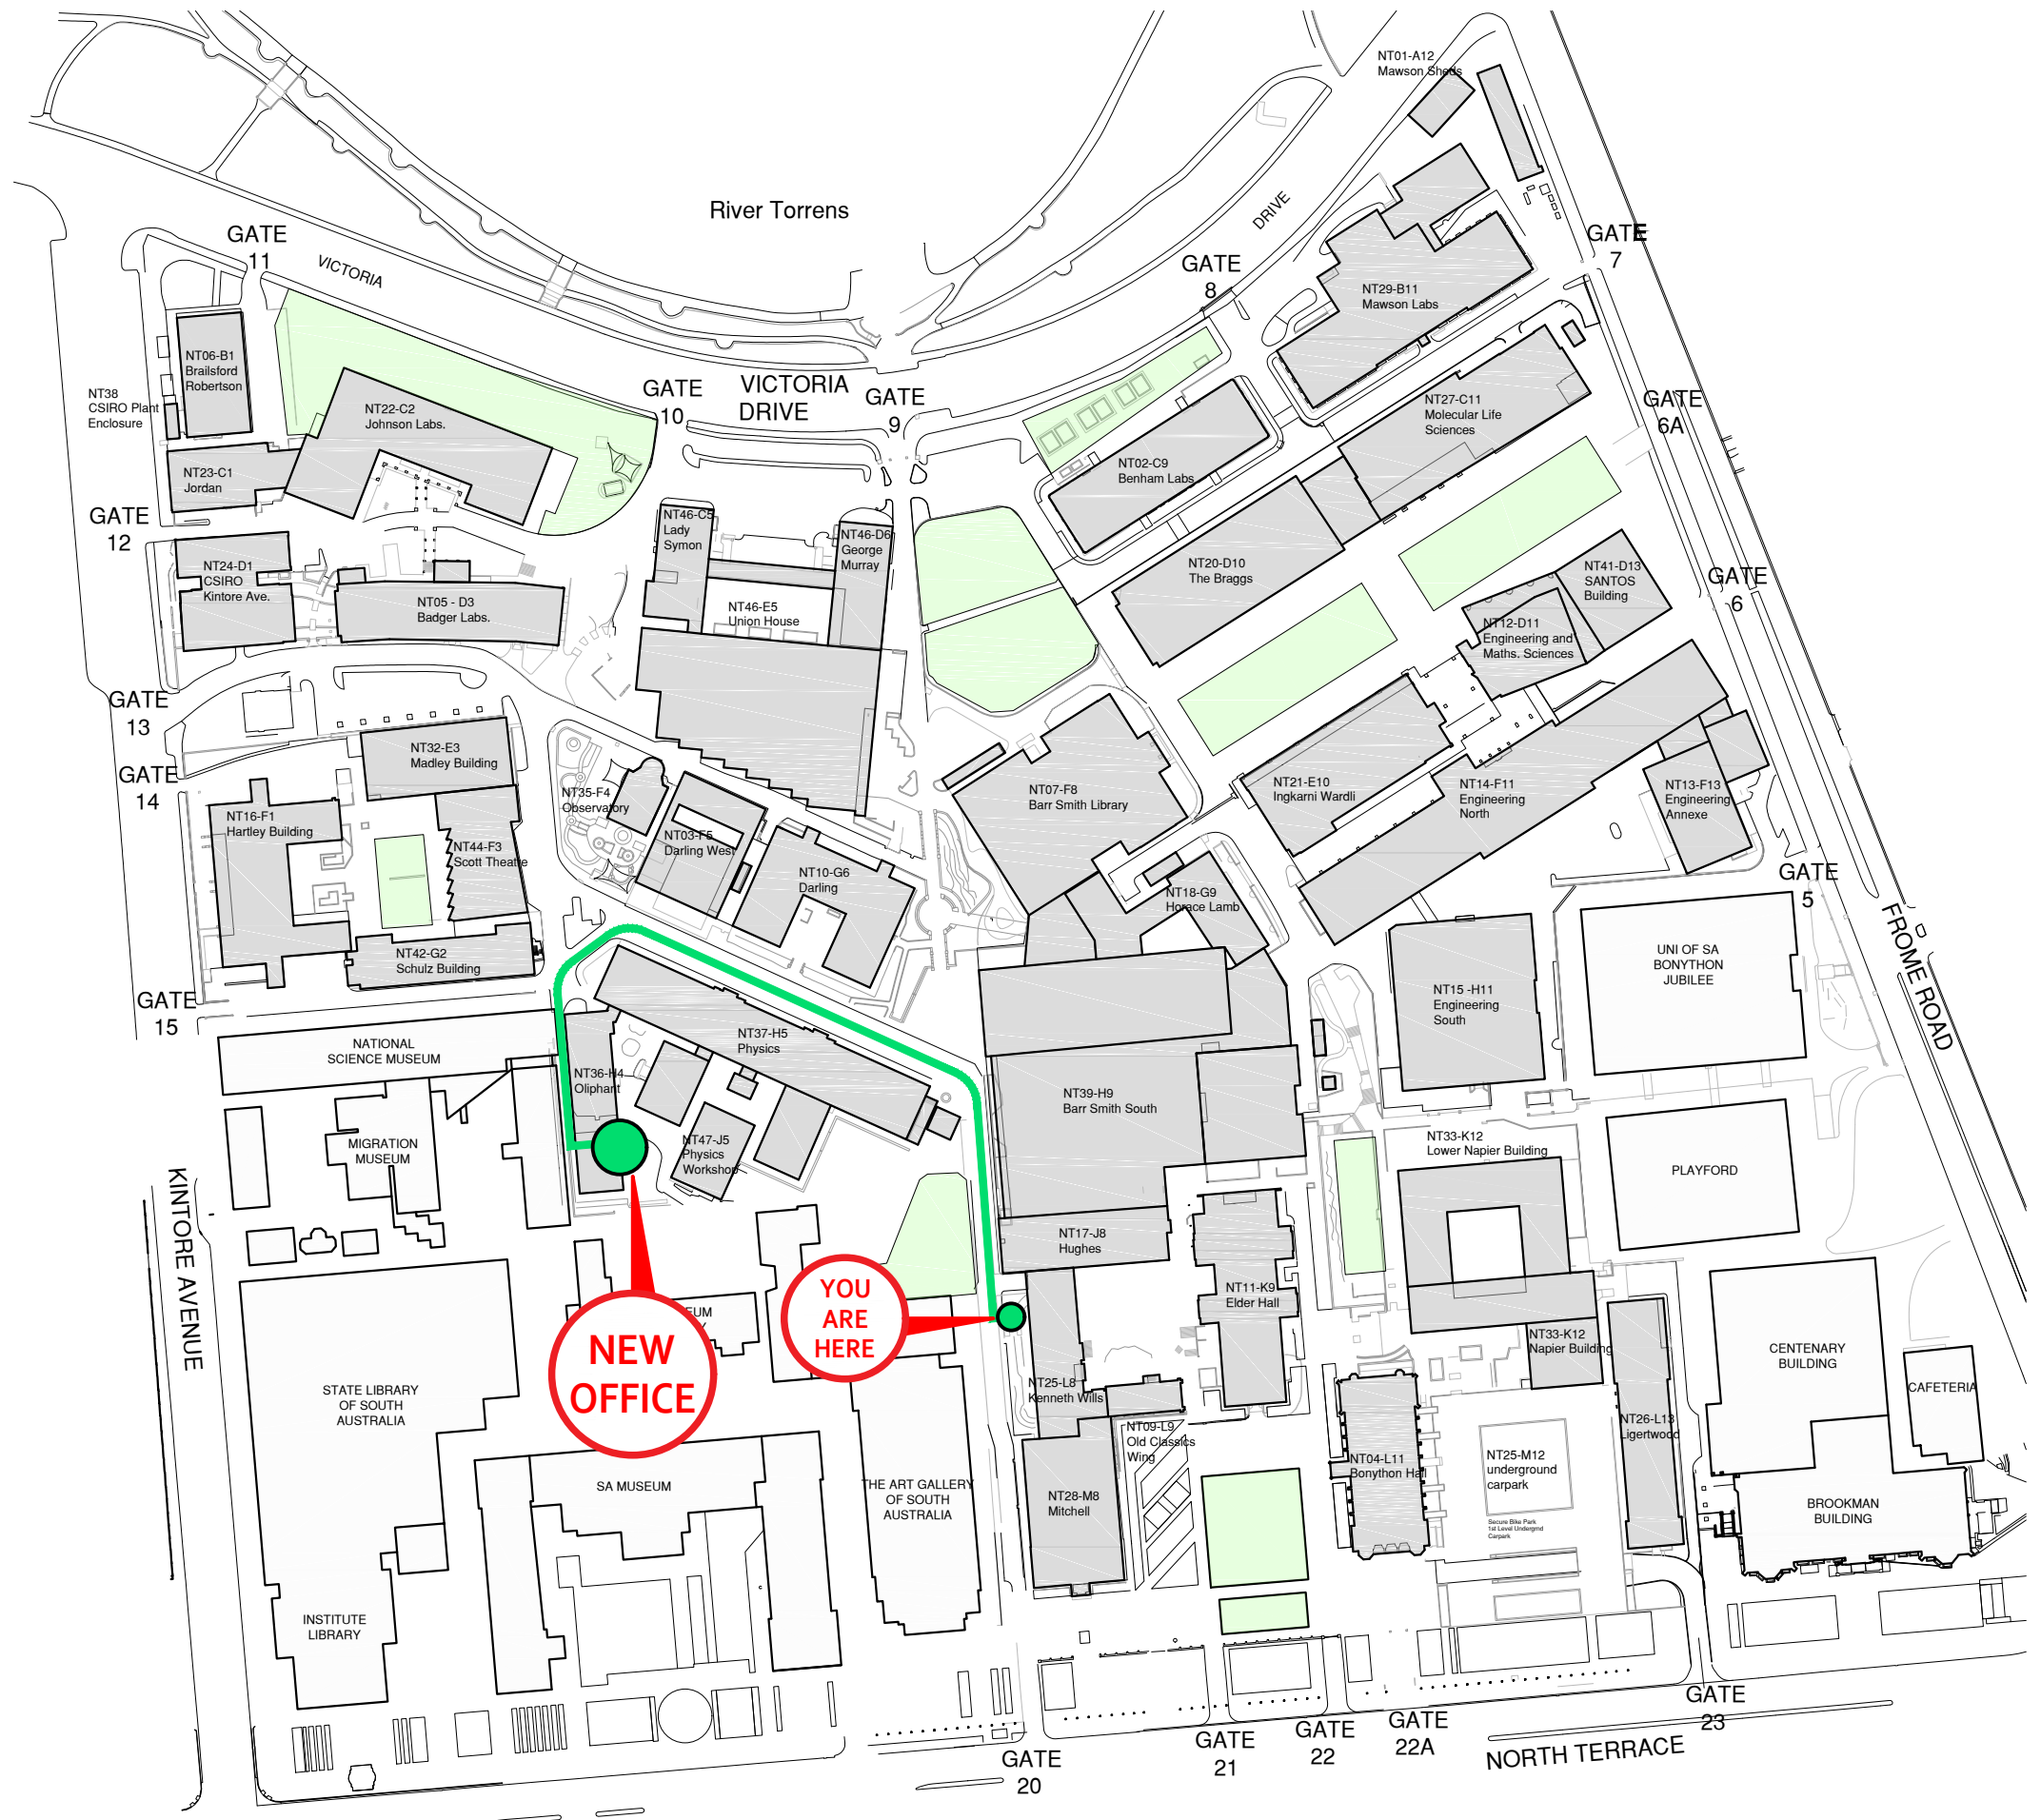 NT01-A12
Mawson Sheds
River Torrens
DRIVE
GATE
7
GATE
11
VICTORIA
GATE
8
NT29-B11
Mawson Labs
NT06-B1
Brailsford
Robertson
NT38
CSIRO Plant
Enclosure
NT22-C2
Johnson Labs.
GATE
10
VICTORIA
DRIVE
GATE
9
NT27-C11
Molecular Life
Sciences
GATE
6A
NT23-C1
Jordan
NT02-C9
Benham Labs
GATE
12
NT46-C5
Lady
Symon
NT46-D6
George
Murray
NT24-D1
CSIRO
Kintore Ave.
NT20-D10
The Braggs
NT41-D13
SANTOS
Building
GATE
6
NT05 - D3
Badger Labs.
NT46-E5
Union House
NT12-D11
Engineering and
Maths. Sciences
GATE
13
NT32-E3
Madley Building
GATE
14
NT35-F4
Observatory
NT07-F8
Barr Smith Library
NT21-E10
Ingkarni Wardli
NT14-F11
Engineering
North
NT13-F13
Engineering
Annexe
NT16-F1
Hartley Building
NT44-F3
Scott Theatre
NT03-F5
Darling West
NT10-G6
Darling
NT18-G9
Horace Lamb
GATE
5
FROME ROAD
NT42-G2
Schulz Building
UNI OF SA
BONYTHON
JUBILEE
GATE
15
NT15 -H11
Engineering
South
NATIONAL
SCIENCE MUSEUM
NT37-H5
Physics
NT36-H4
Oliphant
NT39-H9
Barr Smith South
MIGRATION
MUSEUM
NT47-J5
Physics
Workshop
NT33-K12
Lower Napier Building
PLAYFORD
KINTORE AVENUE
NT17-J8
Hughes
YOU
ARE
HERE
NT11-K9
Elder Hall
NEW
OFFICE
NT33-K12
Napier Building
CENTENARY
BUILDING
CAFETERIA
STATE LIBRARY
OF SOUTH
AUSTRALIA
NT25-L8
Kenneth Wills
NT09-L9
Old Classics
Wing
NT26-L13
Ligertwood
NT04-L11
Bonython Hall
NT25-M12
underground
carpark
SA MUSEUM
THE ART GALLERY
OF SOUTH
AUSTRALIA
NT28-M8
Mitchell
BROOKMAN
BUILDING
Secure Bike Park
1st Level Undergrnd
Carpark
INSTITUTE
LIBRARY
GATE
20
GATE
21
GATE
22
GATE
22A
GATE
23
NORTH TERRACE